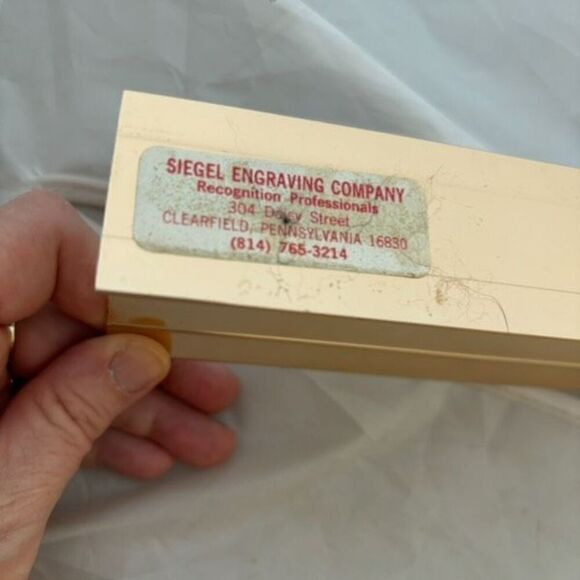 SIEGEL ENGRAVING COMPANY
Recognition Professionals
304 Street
CLEARFIELD, PENNSYLVANIA 16830
(814) 765-3214